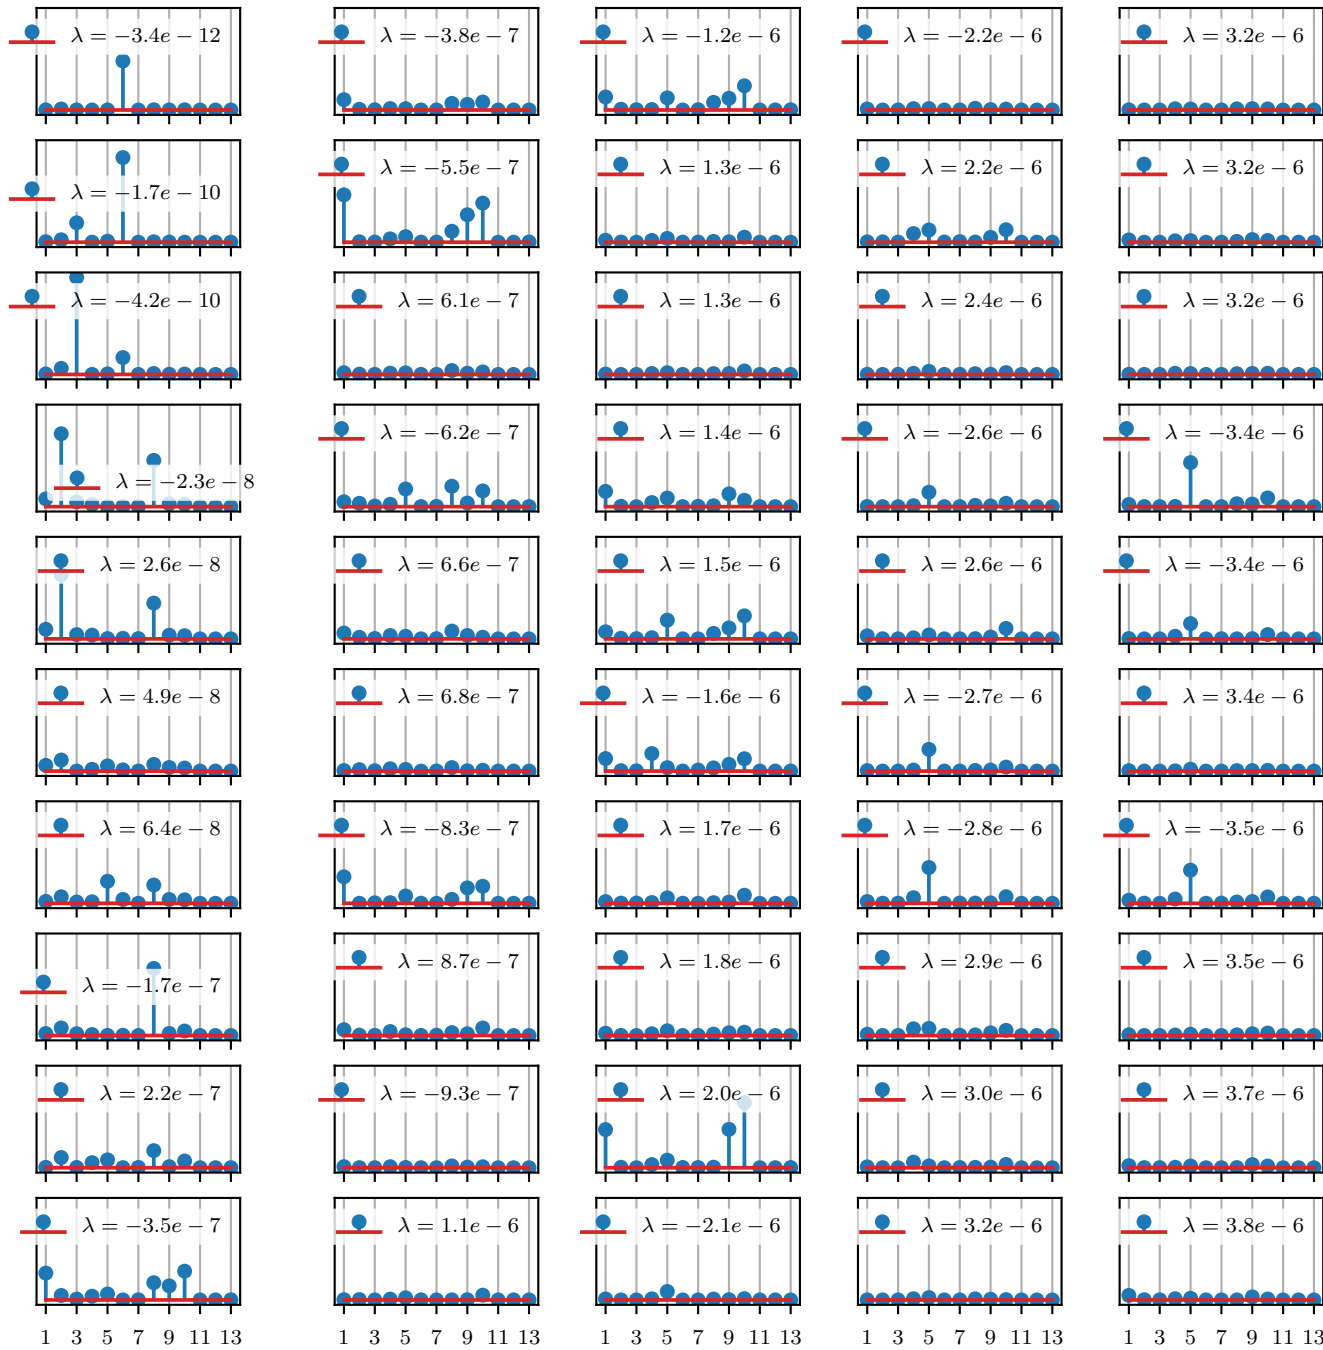 λ = −3.4e − 12 λ = −3.8e − 7 λ = −1.2e − 6 λ = −2.2e − 6 λ = 3.2e − 6
λ = −1.7e − 10 λ = −5.5e − 7 λ = 1.3e − 6 λ = 2.2e − 6 λ = 3.2e − 6
λ = −4.2e − 10 λ = 6.1e − 7 λ = 1.3e − 6 λ = 2.4e − 6 λ = 3.2e − 6
λ = −2.3e − 8 λ = −6.2e − 7 λ = 1.4e − 6 λ = −2.6e − 6 λ = −3.4e − 6
λ = 2.6e − 8 λ = 6.6e − 7 λ = 1.5e − 6 λ = 2.6e − 6 λ = −3.4e − 6
λ = 4.9e − 8 λ = 6.8e − 7 λ = −1.6e − 6 λ = −2.7e − 6 λ = 3.4e − 6
λ = 6.4e − 8 λ = −8.3e − 7 λ = 1.7e − 6 λ = −2.8e − 6 λ = −3.5e − 6
λ = −1.7e − 7 λ = 8.7e − 7 λ = 1.8e − 6 λ = 2.9e − 6 λ = 3.5e − 6
λ = 2.2e − 7 λ = −9.3e − 7 λ = 2.0e − 6 λ = 3.0e − 6 λ = 3.7e − 6
λ = −3.5e − 7 λ = 1.1e − 6 λ = −2.1e − 6 λ = 3.2e − 6 λ = 3.8e − 6
1 3 5 7 9 11 13 1 3 5 7 9 11 13 1 3 5 7 9 11 13 1 3 5 7 9 11 13 1 3 5 7 9 11 13